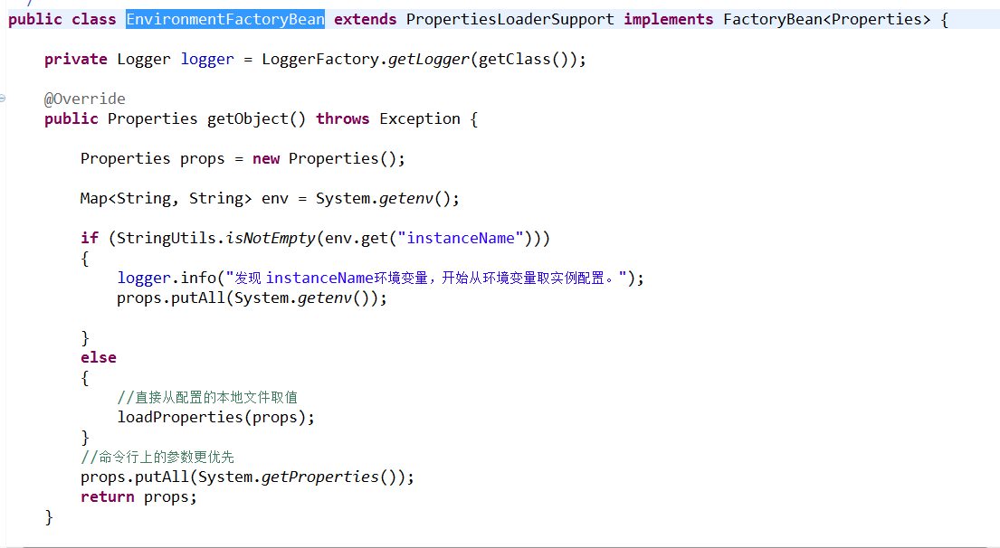 public class EnvironmentFactoryBean extends PropertiesLoaderSupport implements FactoryBean<Properties> {
private Logger logger = LoggerFactory.getLogger(getClass());
@Override
public Properties getObject() throws Exception {
Properties props = new Properties();
Map<String, String> env = System.getenv();
if (StringUtils.isNotEmpty(env.get("instanceName")))
{
logger.info("发现 instanceName环境变量，开始从环境变量取实例配置。");
props.putAll(System.getenv());
}
else
{
//直接从配置的本地文件取值
loadProperties(props);
}
//命令行上的参数更优先
props.putAll(System.getProperties());
return props;
}